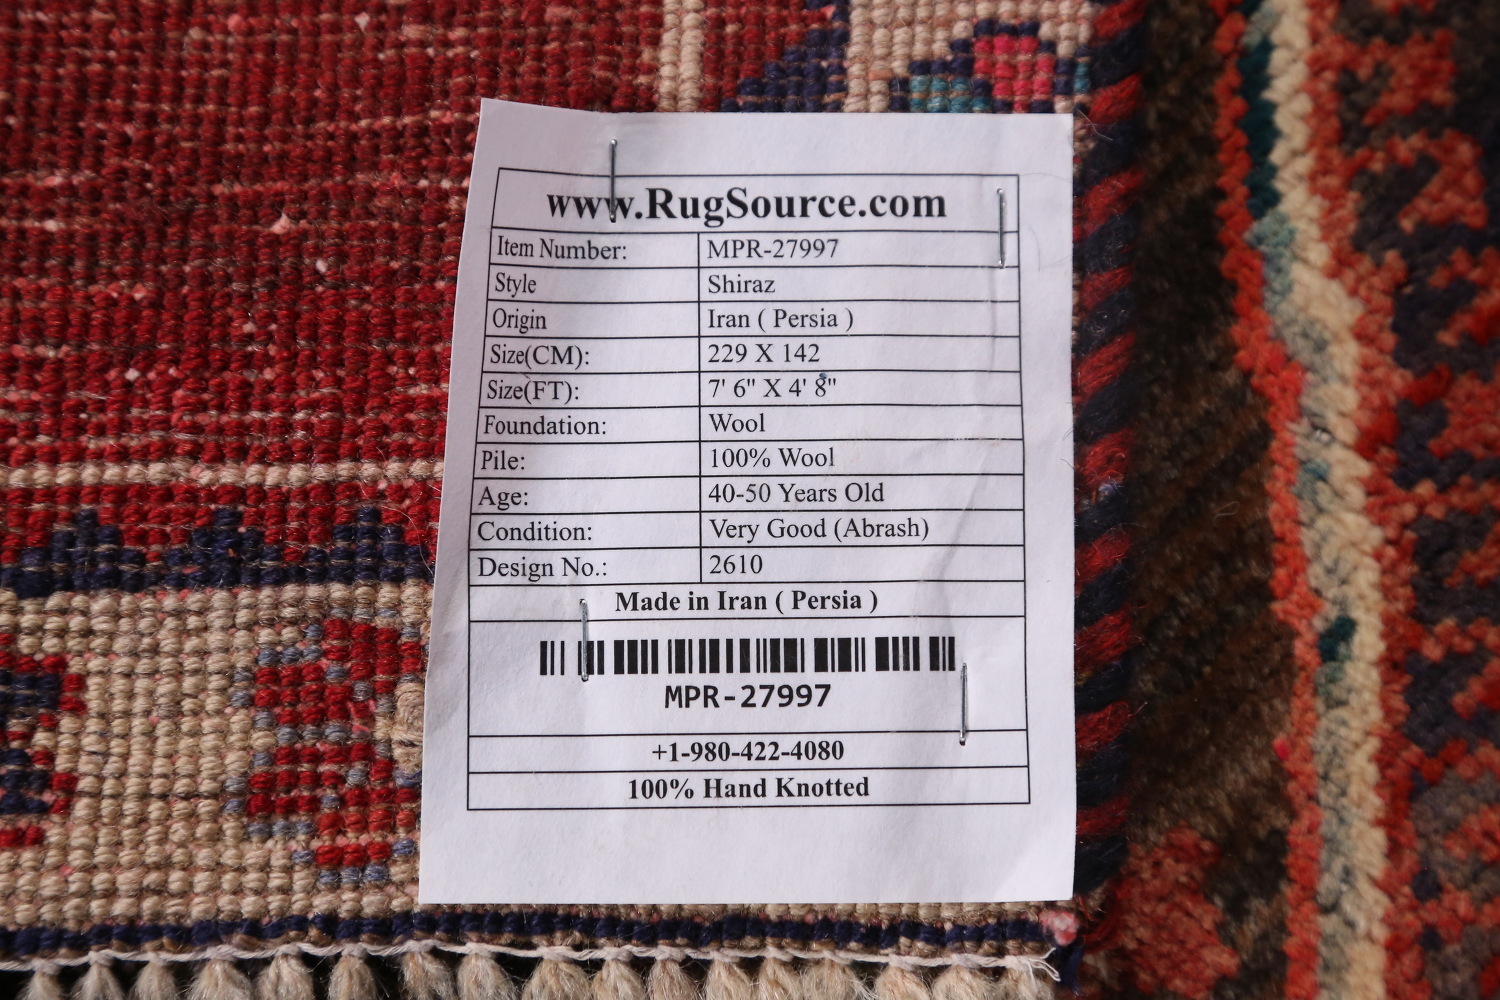 www.RugSource.com
Item Number: MPR-27997
Style Shiraz
Origin Iran ( Persia )
Size(CM): 229 X 142
Size(FT): 7' 6" X 4' 8"
Foundation: Wool
Pile: 100% Wool
Age: 40-50 Years Old
Condition: Very Good (Abrash)
Design No.: 2610
Made in Iran ( Persia )
MPR-27997
+1-980-422-4080
100% Hand Knotted